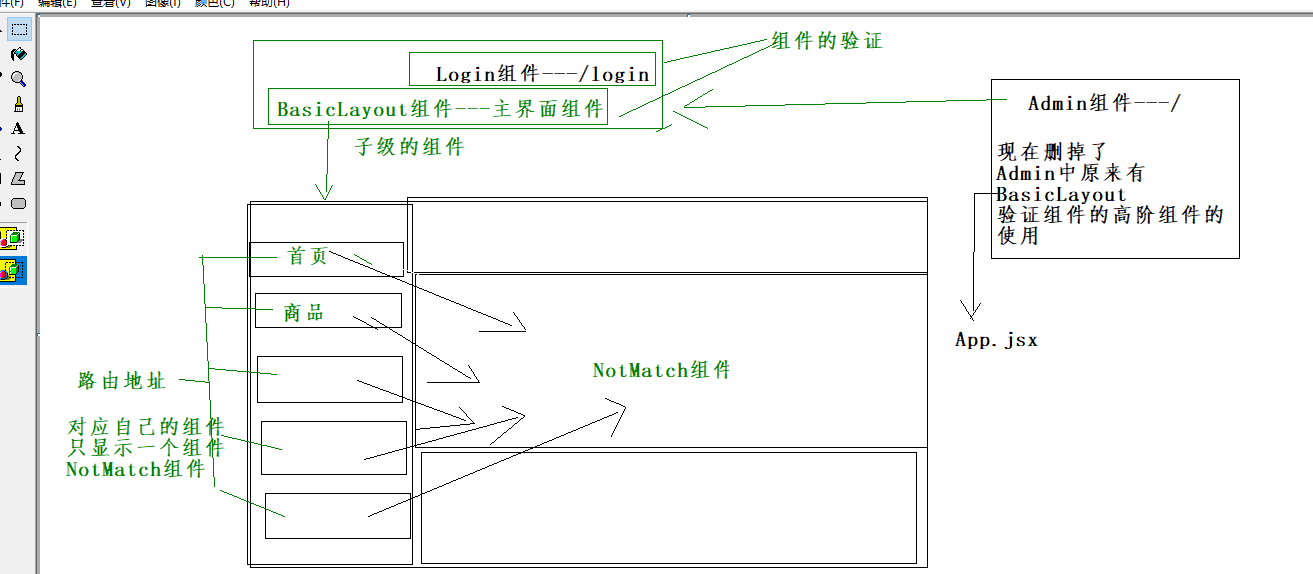 编辑(E) 查看(V) 图像(I) 颜色(C) 帮助(H)
组件的验证
Login组件---/login
BasicLayout组件---主界面组件
子级的组件
Admin组件---/
现在删掉了
Admin中原来有
BasicLayout
验证组件的高阶组件的
使用
App.jsx
首页
商品
NotMatch组件
路由地址
对应自己的组件
只显示一个组件
NotMatch组件
A